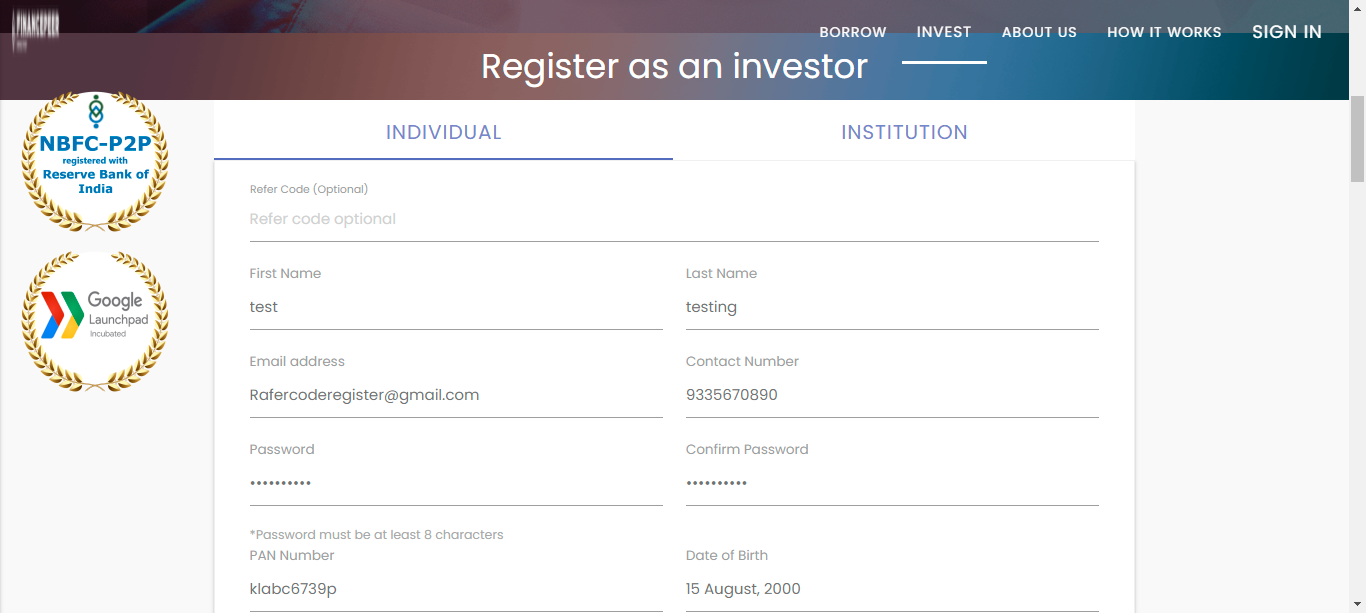 FINANCEPEER
BORROW INVEST ABOUT US HOW IT WORKS SIGN IN
Register as an investor
NBFC-P2P
registered with
Reserve Bank of
India
Google
Launchpad
Incubated
INDIVIDUAL INSTITUTION
Refer Code (Optional)
Refer code optional
First Name Last Name
test testing
Email address Contact Number
Rafercoderegister@gmail.com 9335670890
Password Confirm Password
•••••••••• ••••••••••
*Password must be at least 8 characters
PAN Number Date of Birth
klabc6739p 15 August, 2000